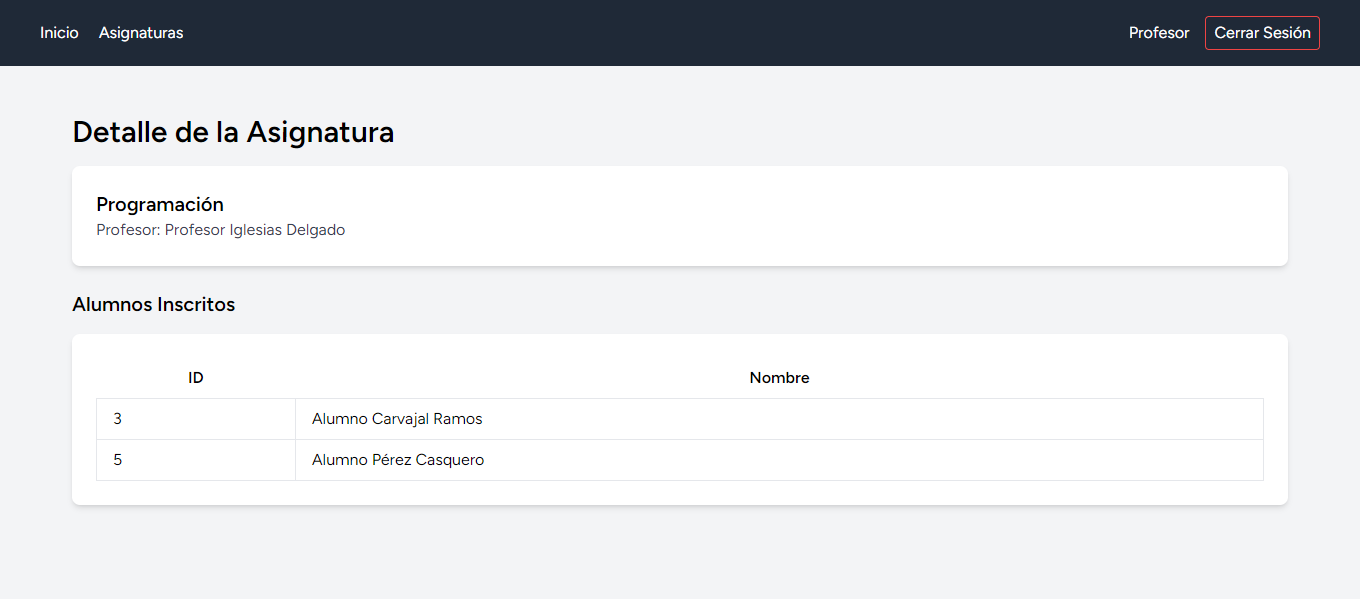 Inicio Asignaturas Profesor Cerrar Sesión
Detalle de la Asignatura
Programación
Profesor: Profesor Iglesias Delgado
Alumnos Inscritos
ID Nombre
3 Alumno Carvajal Ramos
5 Alumno Pérez Casquero